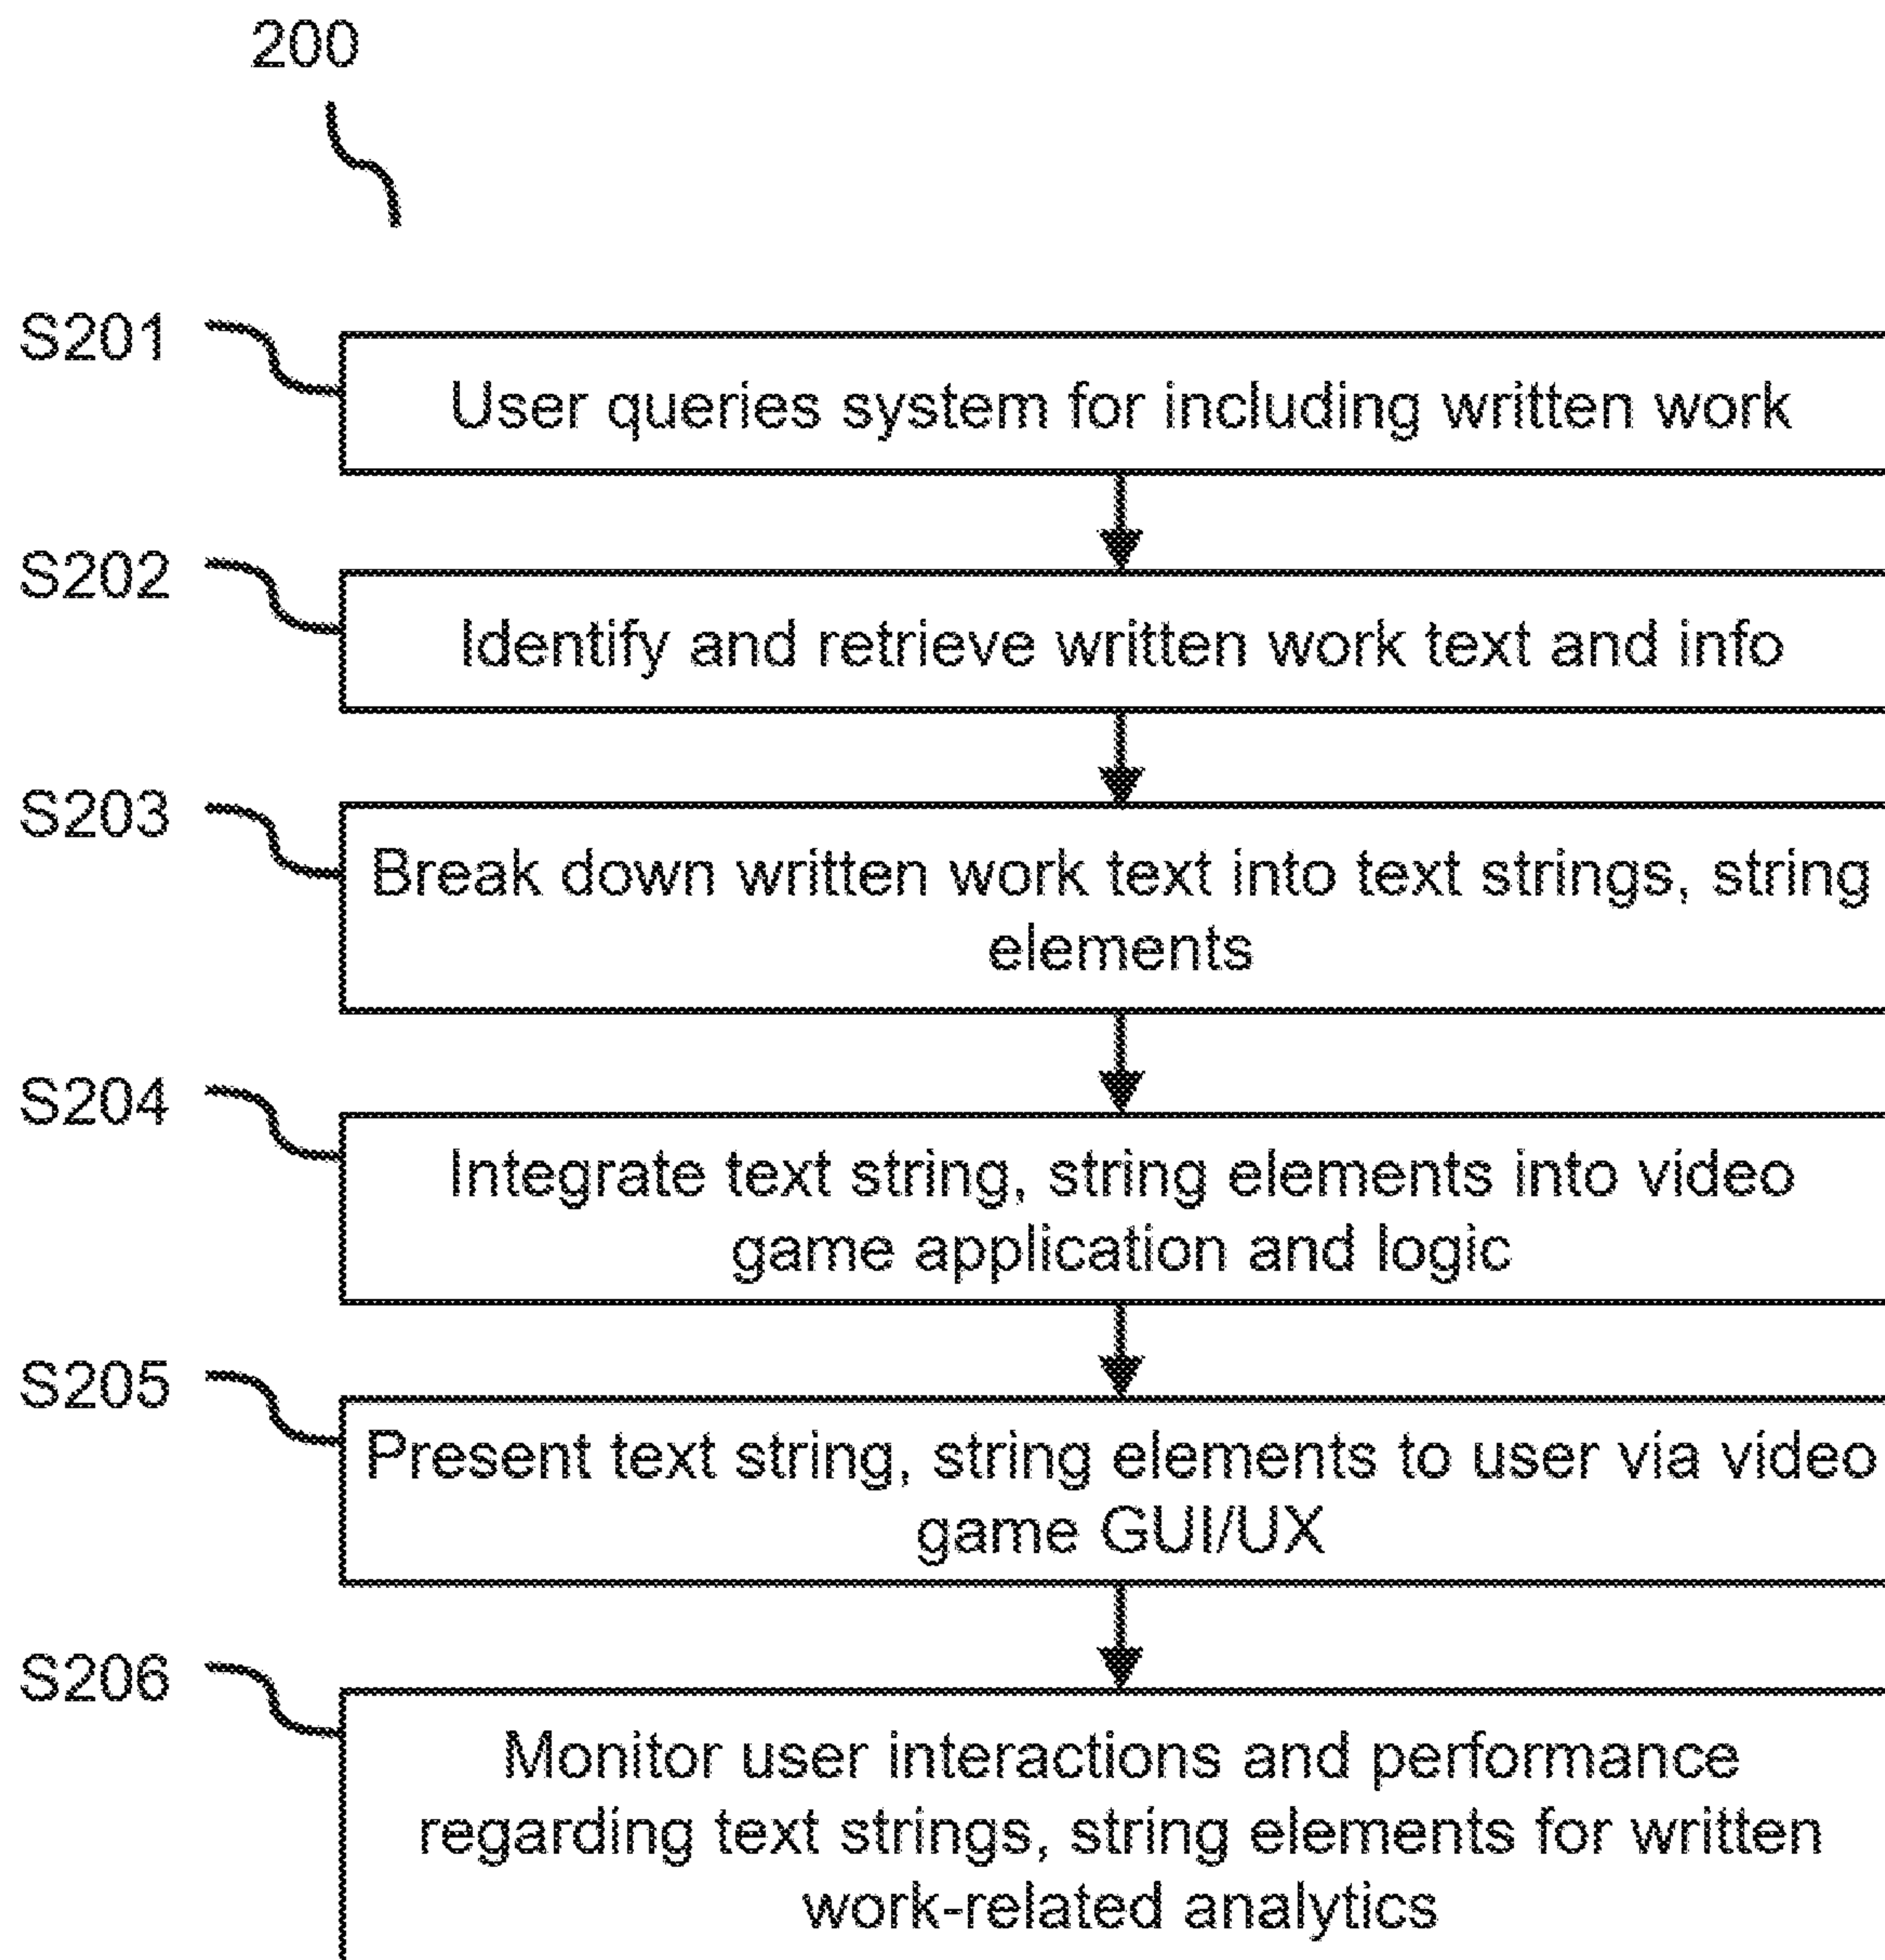 200
S201
User queries system for including written work
S202
Identify and retrieve written work text and info
S203
Break down written work text into text strings, string
elements
S204
Integrate text string, string elements into video
game application and logic
S205
Present text string, string elements to user via video
game GUI/UX
S206
Monitor user interactions and performance
regarding text strings, string elements for written
work-related analytics